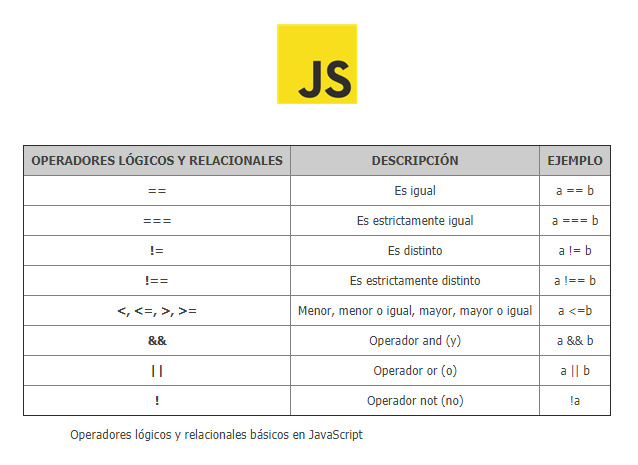 JS
OPERADORES LÓGICOS Y RELACIONALES DESCRIPCIÓN EJEMPLO
== Es igual a == b
=== Es estrictamente igual a === b
!= Es distinto a != b
!== Es estrictamente distinto a !== b
<, <=, >, >= Menor, menor o igual, mayor, mayor o igual a <=b
&& Operador and (y) a && b
|| Operador or (o) a || b
! Operador not (no) !a
Operadores lógicos y relacionales básicos en JavaScript